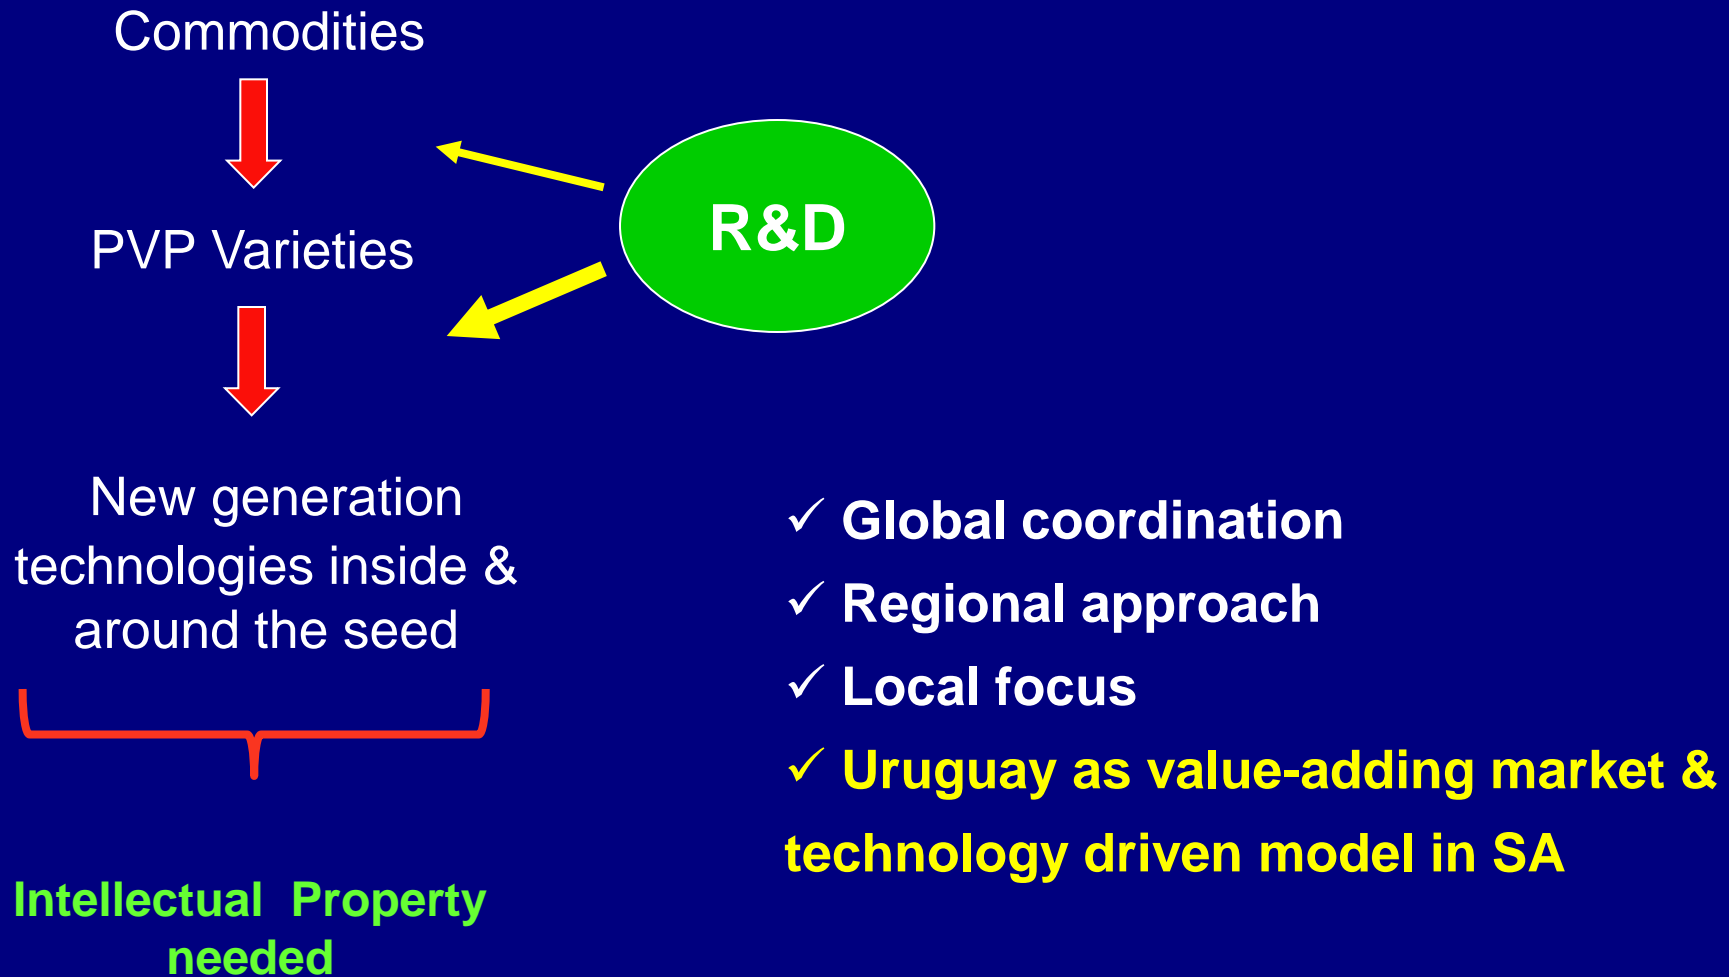 Commodities
R&D
PVP Varieties
New generation
technologies inside &
around the seed
✓ Global coordination
✓ Regional approach
✓ Local focus
✓ Uruguay as value-adding market &
technology driven model in SA
Intellectual  Property
needed